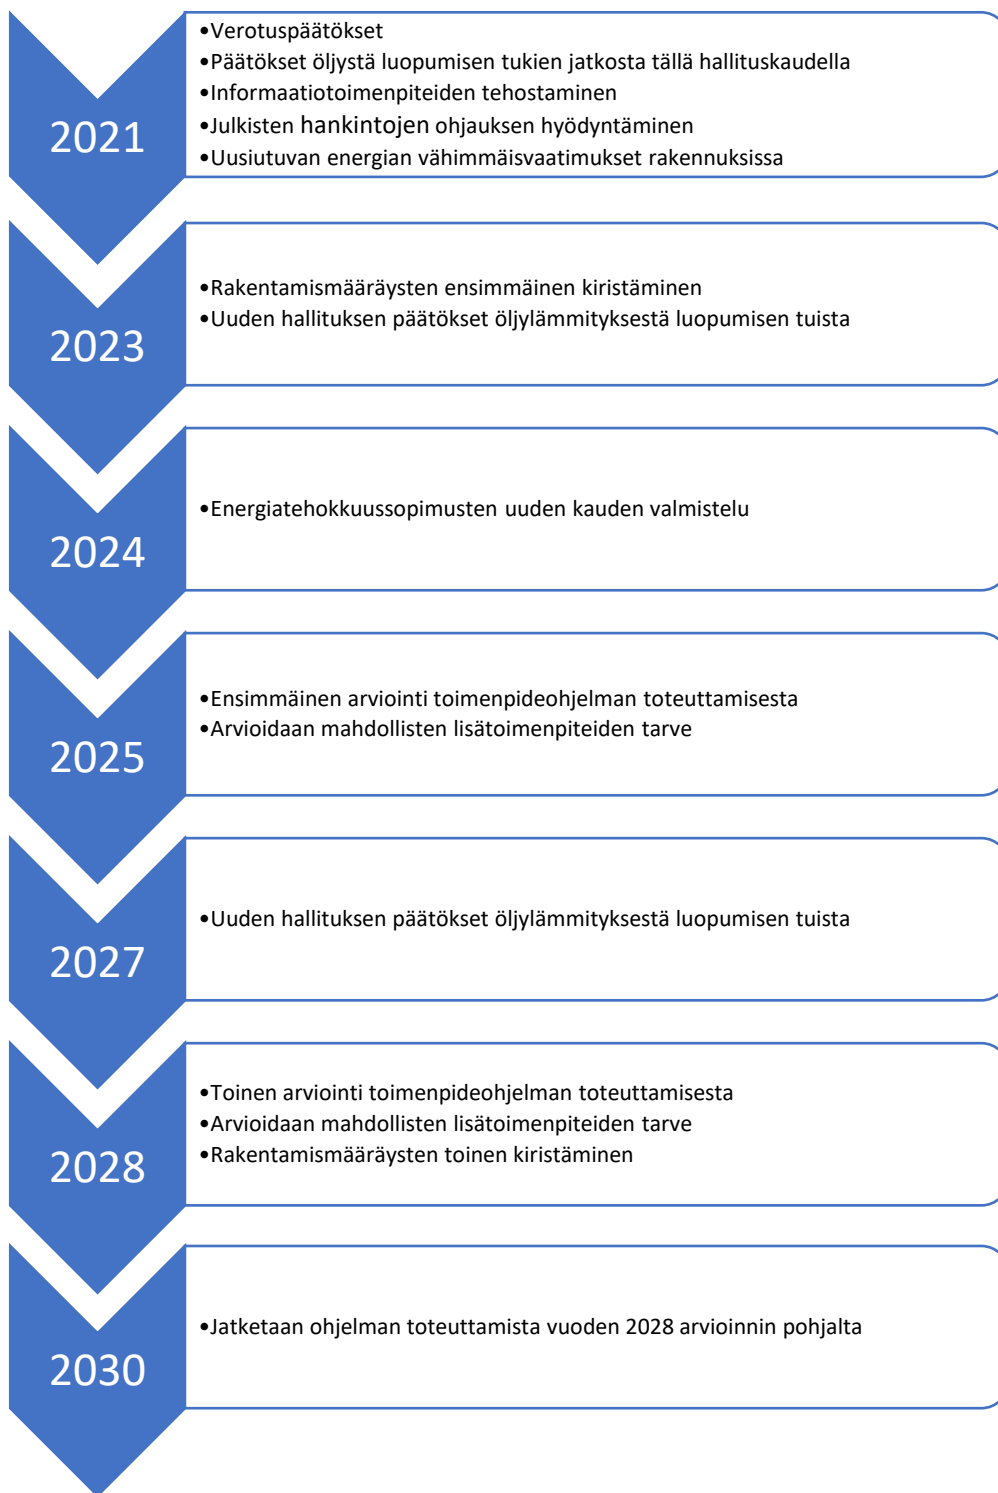 2021
•Verotuspäätökset
•Päätökset öljystä luopumisen tukien jatkosta tällä hallituskaudella
•Informaatiotoimenpiteiden tehostaminen
•Julkisten hankintojen ohjauksen hyödyntäminen
•Uusiutuvan energian vähimmäisvaatimukset rakennuksissa
2023
•Rakentamismääräysten ensimmäinen kiristäminen
•Uuden hallituksen päätökset öljylämmityksestä luopumisen tuista
2024
•Energiatehokkuussopimusten uuden kauden valmistelu
2025
•Ensimmäinen arviointi toimenpideohjelman toteuttamisesta
•Arvioidaan mahdollisten lisätoimenpiteiden tarve
2027
•Uuden hallituksen päätökset öljylämmityksestä luopumisen tuista
2028
•Toinen arviointi toimenpideohjelman toteuttamisesta
•Arvioidaan mahdollisten lisätoimenpiteiden tarve
•Rakentamismääräysten toinen kiristäminen
2030
•Jatketaan ohjelman toteuttamista vuoden 2028 arvioinnin pohjalta